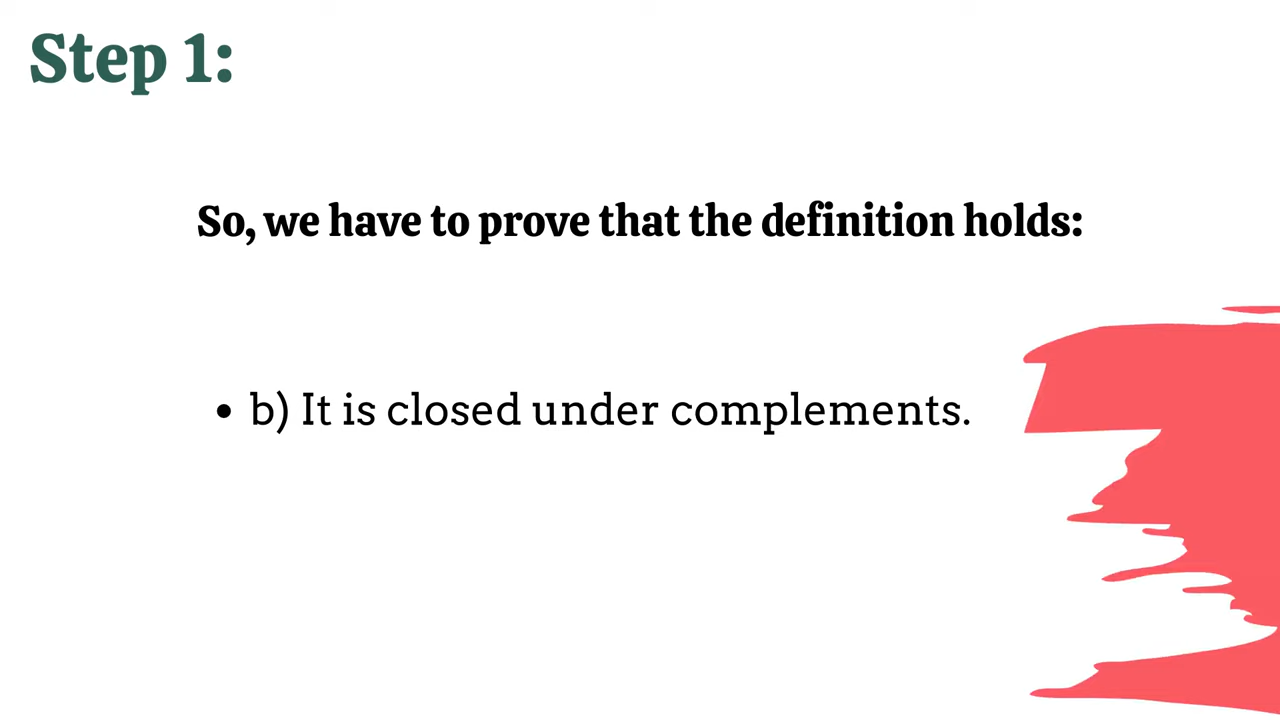 Step 1:
So, we have to prove that the definition holds:
• b) It is closed under complements.